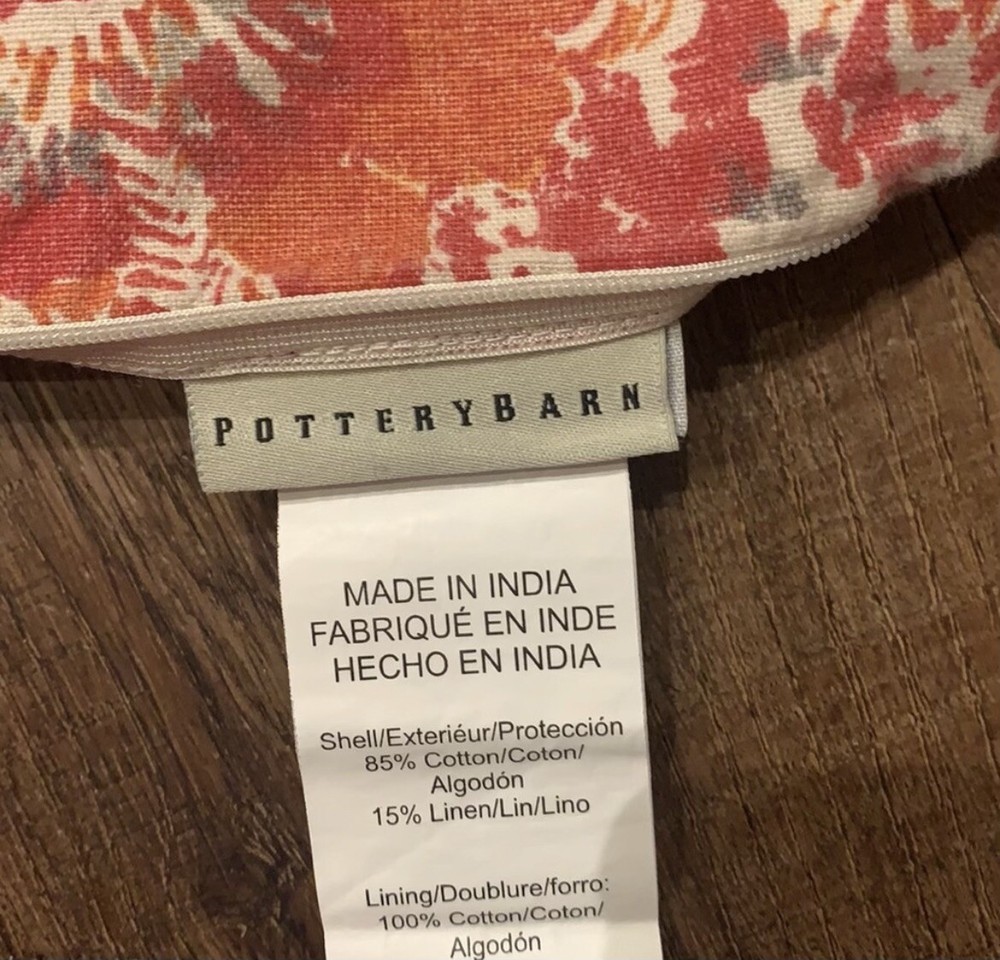 POTTERYBARN
MADE IN INDIA
FABRIQUÉ EN INDE
HECHO EN INDIA
Shell/Exteriéur/Protección
85% Cotton/Coton/
Algodón
15% Linen/Lin/Lino
Lining/Doublure/forro:
100% Cotton/Coton/
Algodón